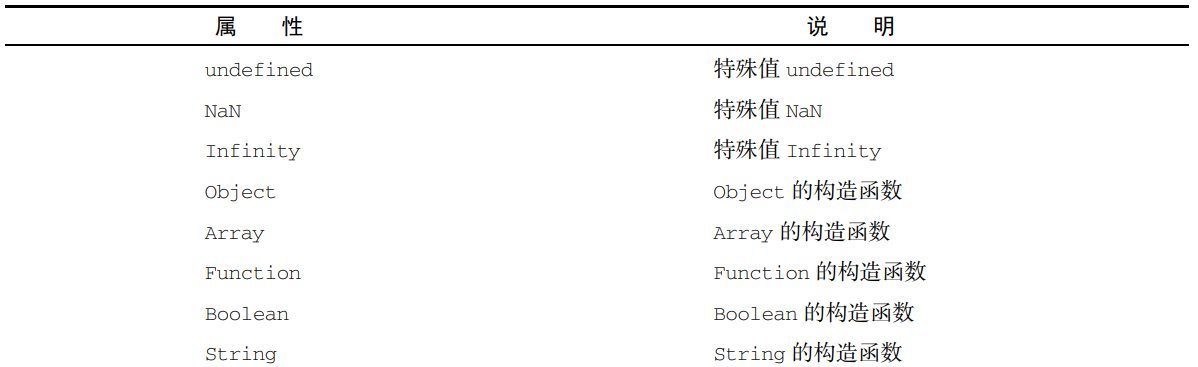 属 性 说 明
undefined 特殊值 undefined
NaN 特殊值 NaN
Infinity 特殊值 Infinity
Object Object 的构造函数
Array Array 的构造函数
Function Function 的构造函数
Boolean Boolean 的构造函数
String String 的构造函数